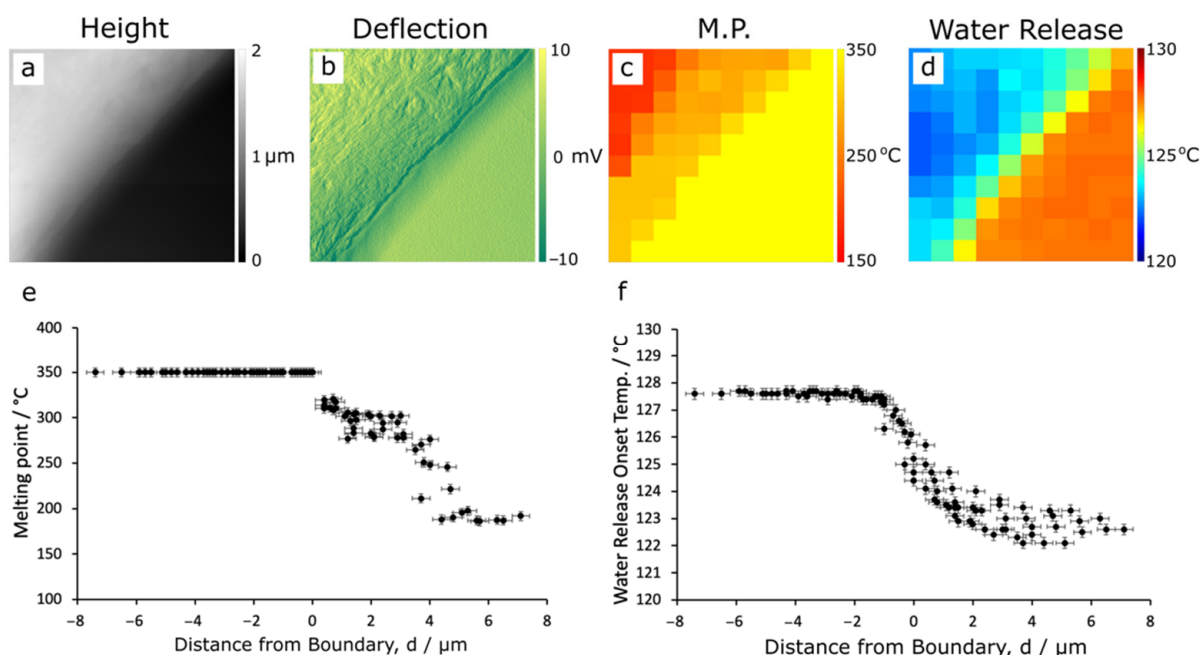 Height
Deflection
M.P.
Water Release
a
2
1 µm
0
b
10
0 mV
−10
c
350
250 °C
150
d
130
125 °C
120
e
400
350
300
250
200
150
100
Melting point / °C
−8 −6 −4 −2 0 2 4 6 8
Distance from Boundary, d / µm
f
130
129
128
127
126
125
124
123
122
121
120
Water Release Onset Temp. / °C
−8 −6 −4 −2 0 2 4 6 8
Distance from Boundary, d / µm